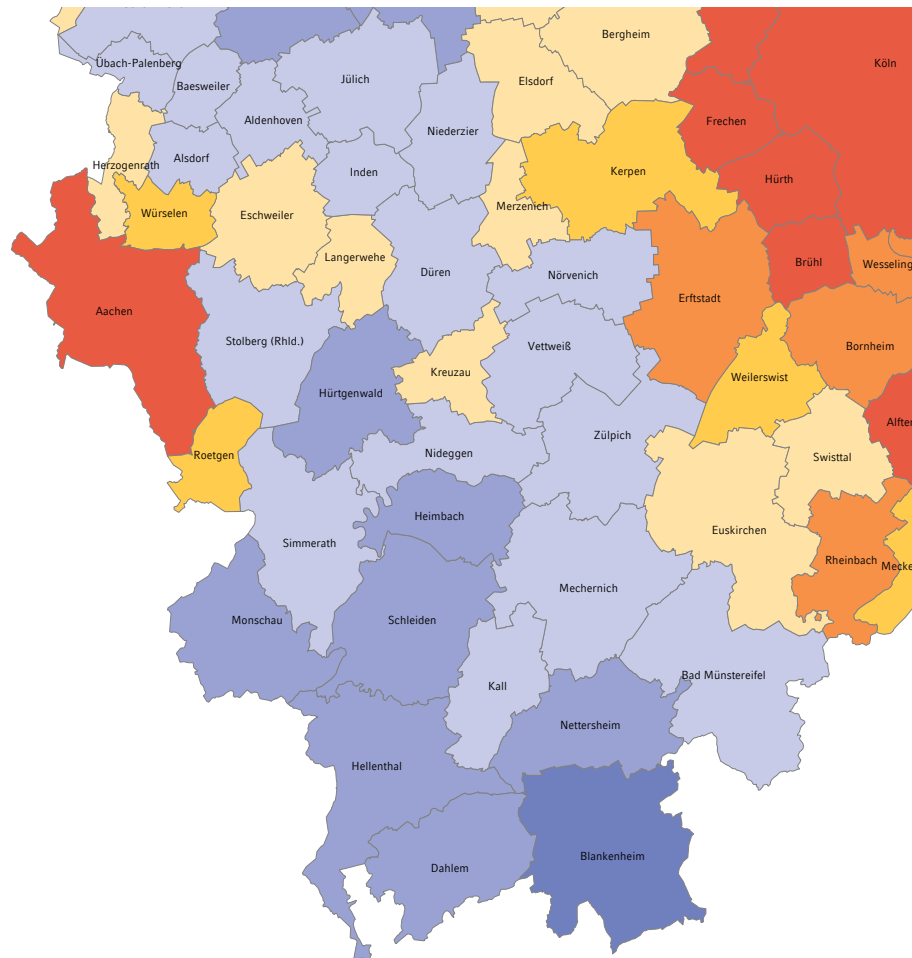 Bergheim
Übach-Palenberg
Köln
Jülich
Elsdorf
Baesweiler
Aldenhoven
Frechen
Niederzier
Alsdorf
Herzogenrath
Inden
Kerpen
Hürth
Würselen
Eschweiler
Merzenich
Langerwehe
Düren
Nörvenich
Brühl
Wesseling
Erftstadt
Aachen
Stolberg (Rhld.)
Vettweiß
Bornheim
Kreuzau
Weilerswist
Hürtgenwald
Alfter
Zülpich
Roetgen
Nideggen
Swisttal
Heimbach
Euskirchen
Simmerath
Rheinbach
Mecke
Mechernich
Monschau
Schleiden
Kall
Bad Münstereifel
Nettersheim
Hellenthal
Blankenheim
Dahlem